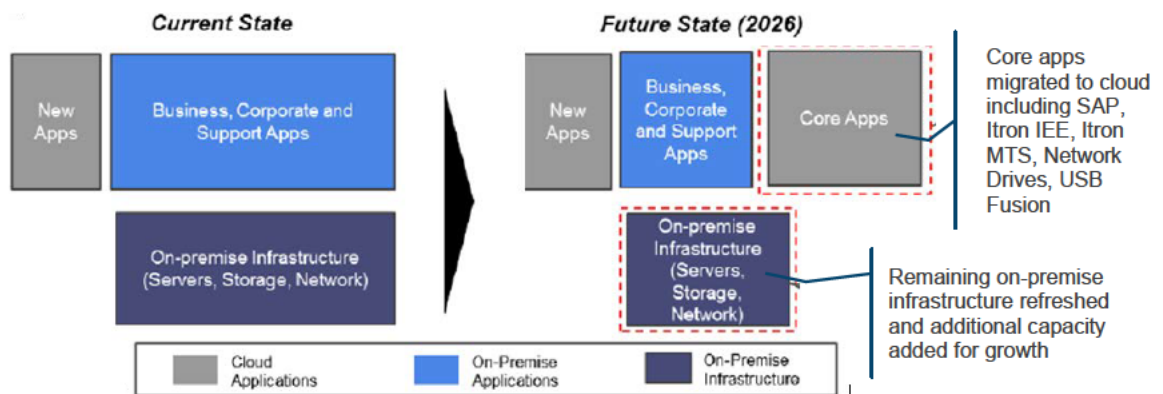 Current State
Future State (2026)
New
Apps
Business, Corporate and
Support Apps
On-premise Infrastructure
(Servers, Storage, Network)
New
Apps
Business,
Corporate
and Support
Apps
Core Apps
On-premise
Infrastructure
(Servers,
Storage,
Network)
Core apps
migrated to cloud
including SAP,
Itron IEE, Itron
MTS, Network
Drives, USB
Fusion
Remaining on-premise
infrastructure refreshed
and additional capacity
added for growth
Cloud
Applications
On-Premise
Applications
On-Premise
Infrastructure